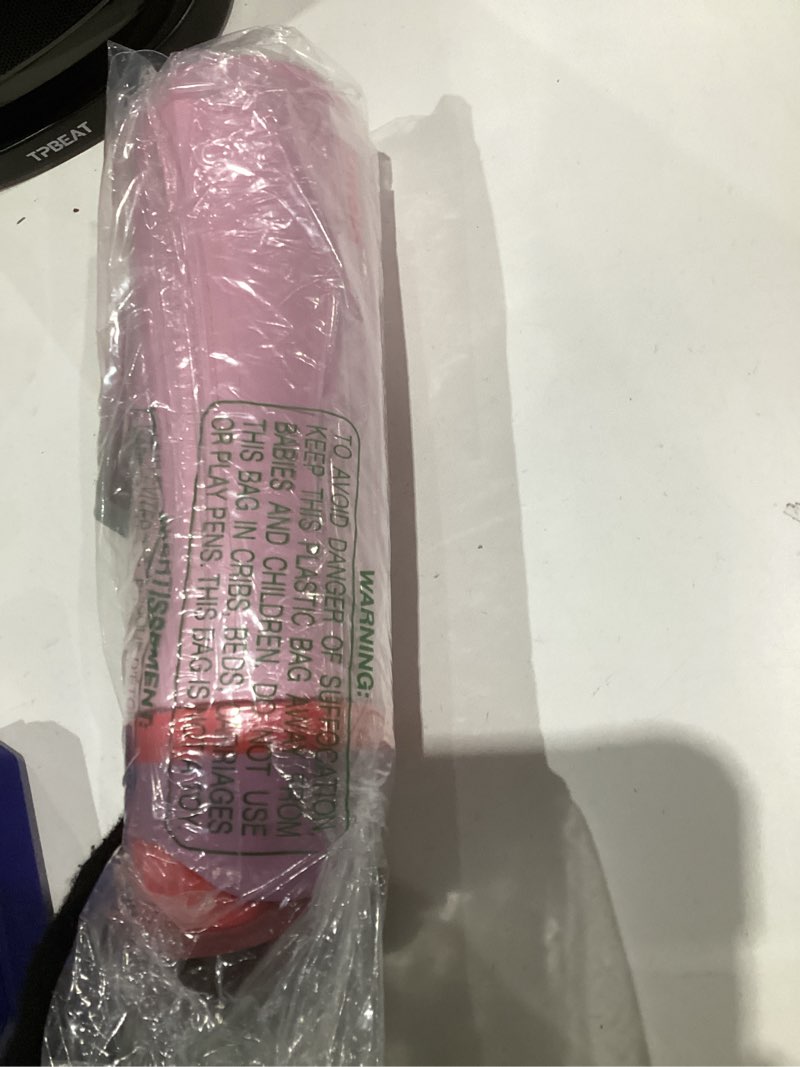 TPBEAT
WARNING:
TO AVOID DANGER OF SUFFOCATION
KEEP THIS PLASTIC BAG AWAY FROM
BABIES AND CHILDREN. DO NOT USE
THIS BAG IN CRIBS, BEDS, CARRIAGES
OR PLAY PENS. THIS BAG IS NOT A TOY.
AVERTISSEMENT: